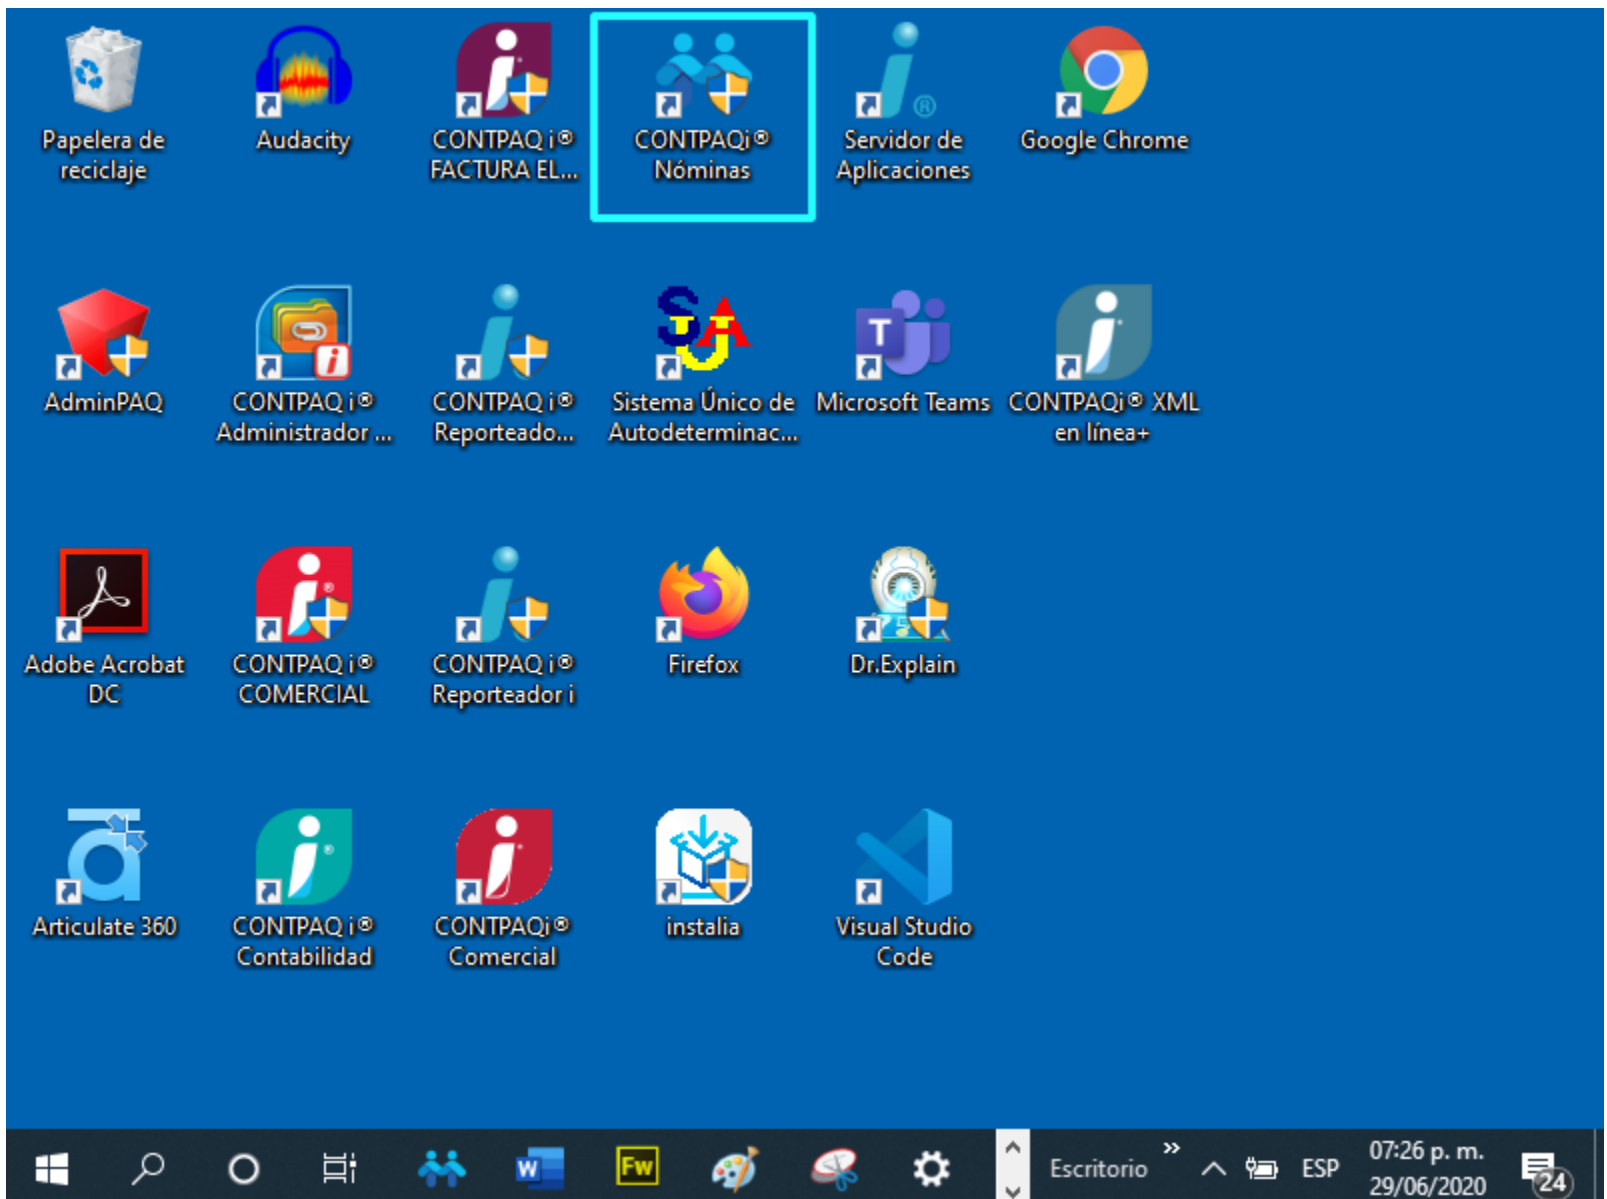 Papelera de
reciclaje
Audacity
CONTPAQ i®
FACTURA EL...
CONTPAQi®
Nóminas
Servidor de
Aplicaciones
®
Google Chrome
AdminPAQ
CONTPAQ i®
Administrador ...
CONTPAQ i®
Reporteado...
SUA
Sistema Único de
Autodeterminac...
T
Microsoft Teams
CONTPAQi® XML
en línea+
Adobe Acrobat
DC
CONTPAQ i®
COMERCIAL
CONTPAQ i®
Reporteador i
Firefox
Dr.Explain
Articulate 360
CONTPAQ i®
Contabilidad
CONTPAQi®
Comercial
instalia
Visual Studio
Code
W
Fw
Escritorio
»
ESP
07:26 p. m.
29/06/2020
24